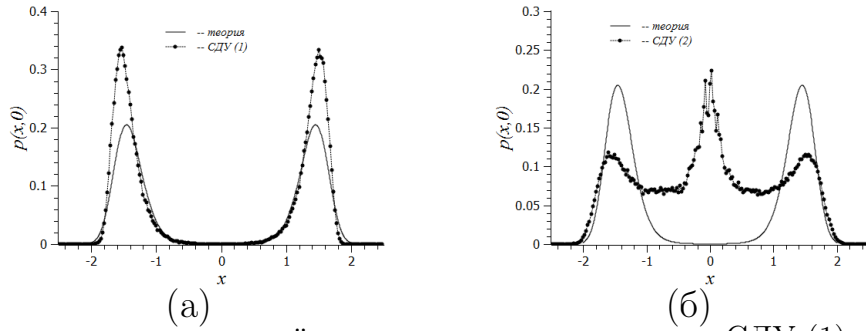 0.4
0.3
0.2
0.1
0
p(x,0)
-- теория
-- СДУ (1)
-2
-1
0
1
2
x
(а)
0.3
0.25
0.2
0.15
0.1
0.05
0
p(x,0)
-- теория
-- СДУ (2)
-2
-1
0
1
2
x
(б)
СДУ (1)